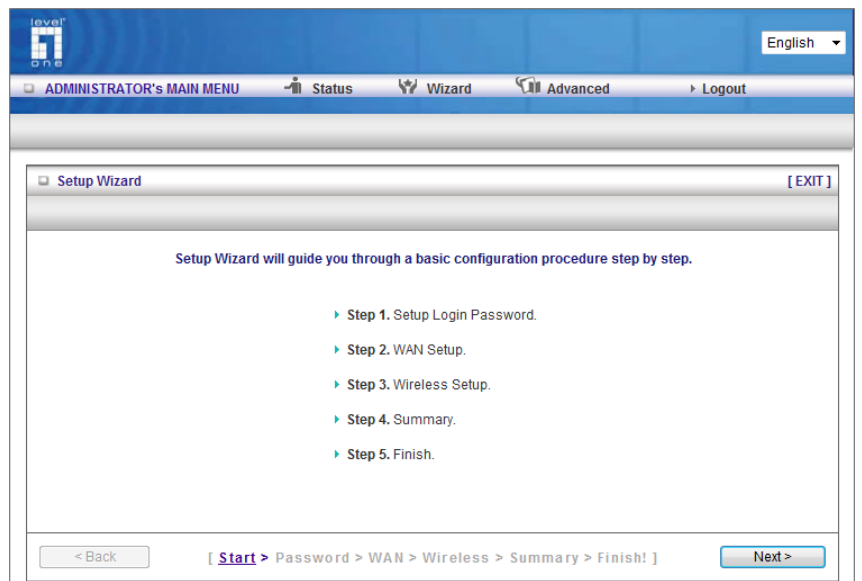 level
one
English
ADMINISTRATOR's MAIN MENU Status Wizard Advanced Logout
Setup Wizard [ EXIT ]
Setup Wizard will guide you through a basic configuration procedure step by step.
Step 1. Setup Login Password.
Step 2. WAN Setup.
Step 3. Wireless Setup.
Step 4. Summary.
Step 5. Finish.
< Back [ Start > Password > WAN > Wireless > Summary > Finish! ] Next >